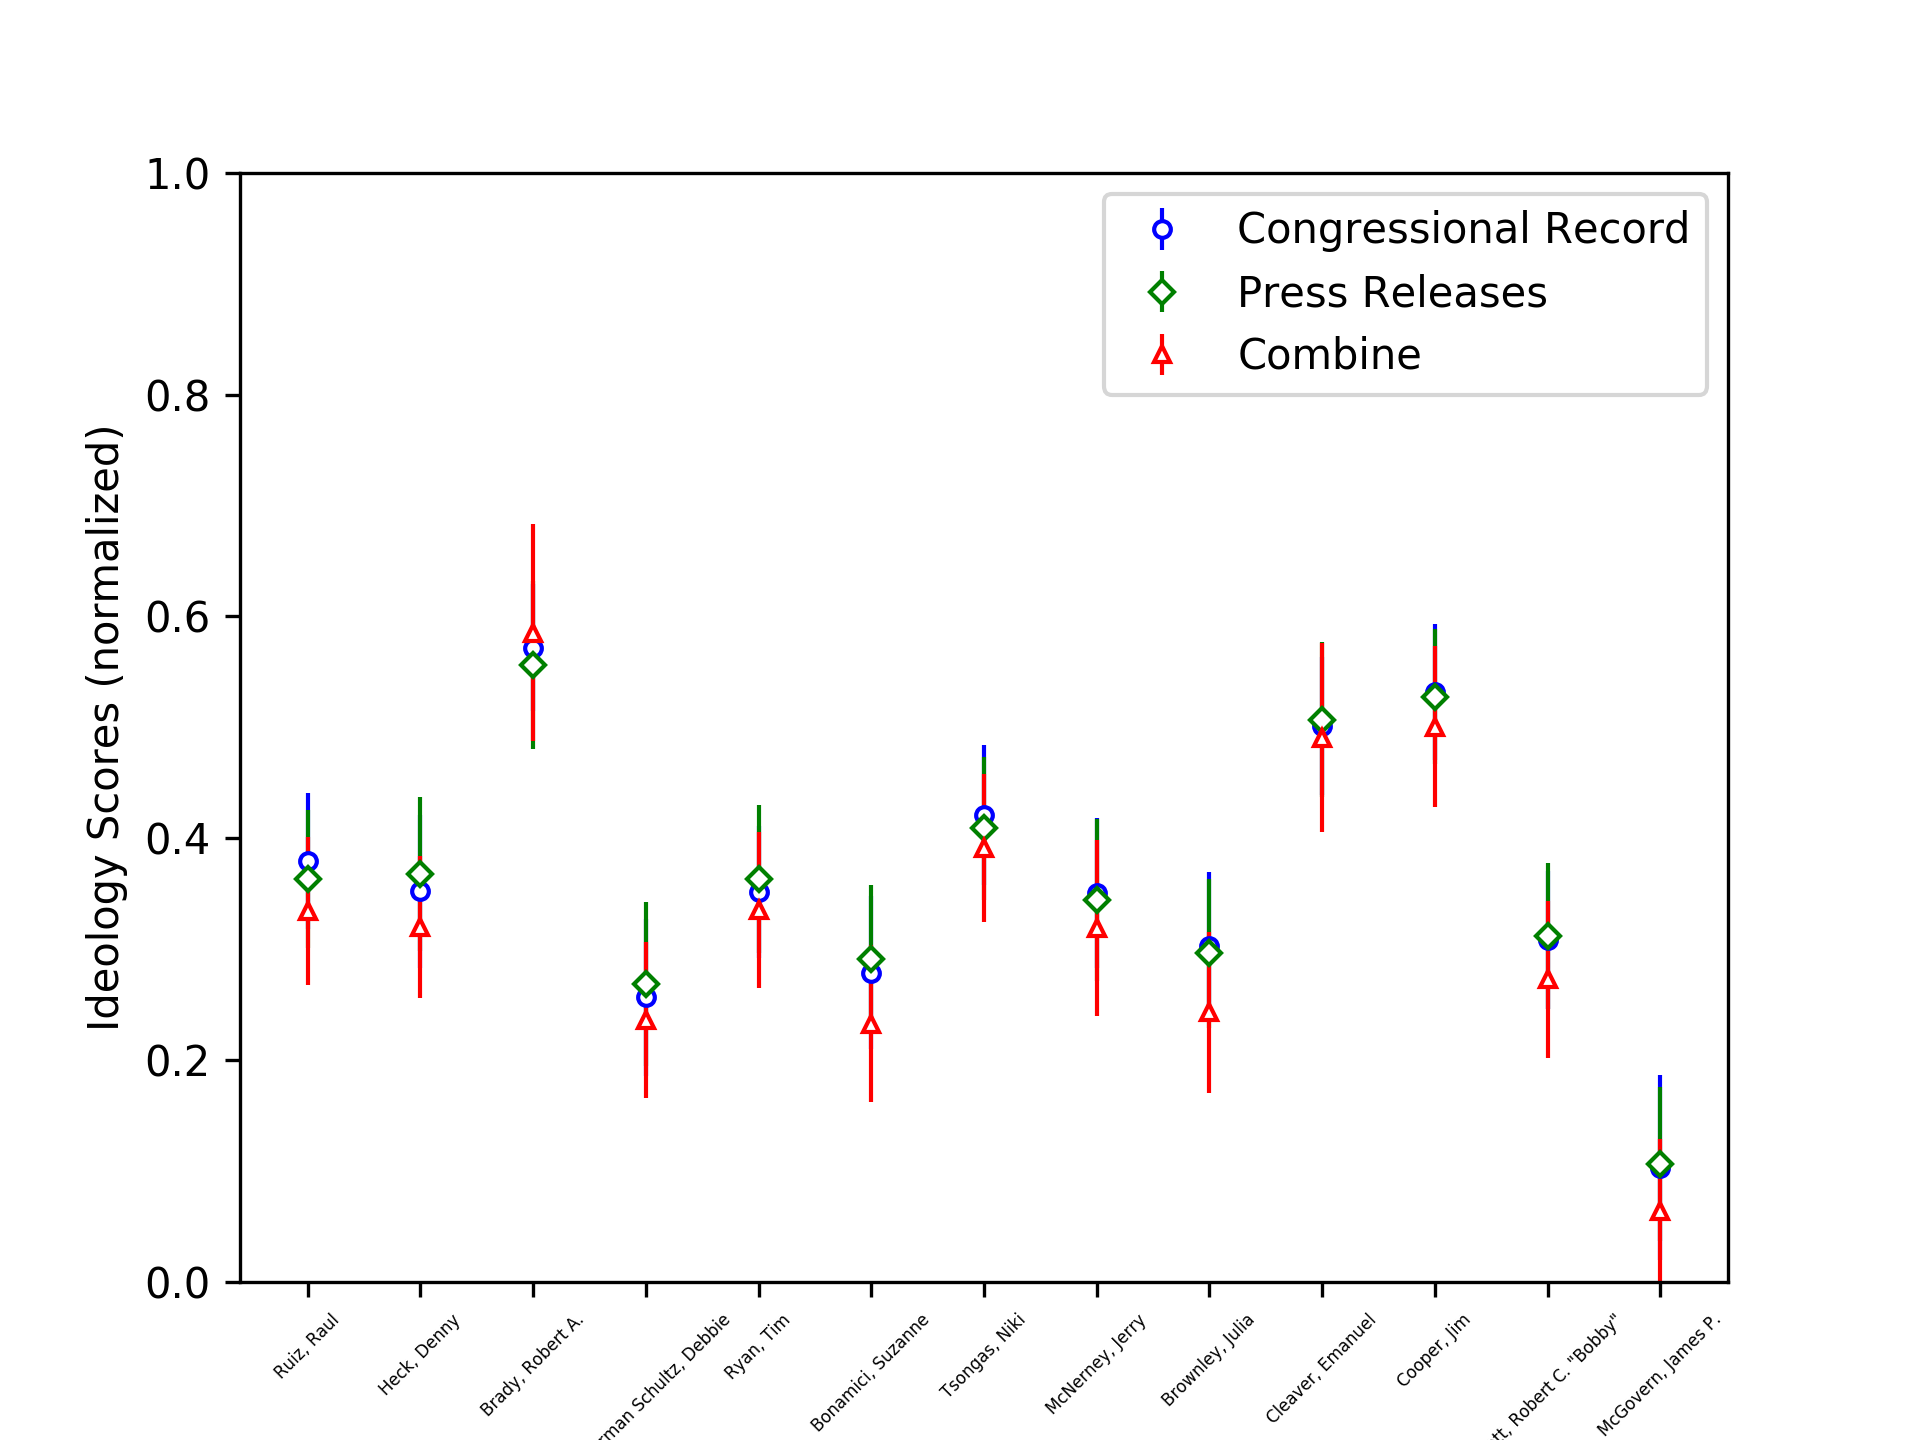 1.0
0.8
0.6
0.4
0.2
0.0
Ideology Scores (normalized)
Congressional Record
Press Releases
Combine
Ruiz, Raul
Heck, Denny
Brady, Robert A.
Schultz, Debbie
Ryan, Tim
Bonamici, Suzanne
Tsongas, Niki
McNerney, Jerry
Brownley, Julia
Cleaver, Emanuel
Cooper, Jim
Robert C. "Bobby"
McGovern, James P.